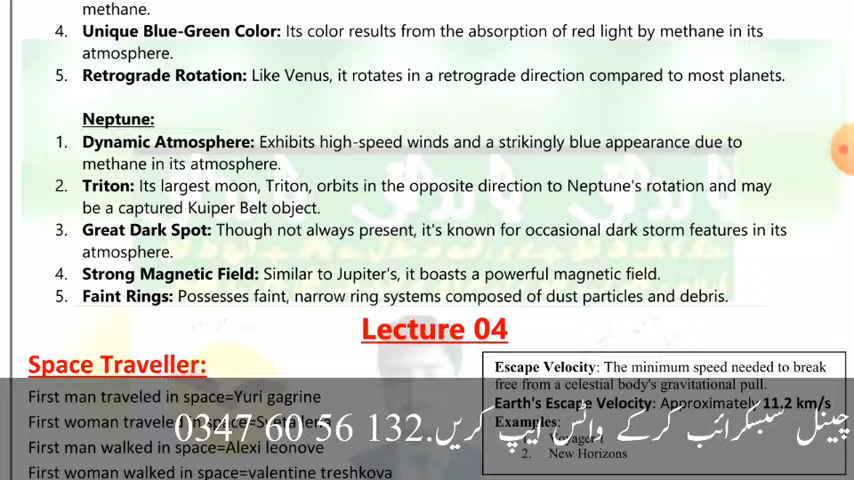 methane.
4. Unique Blue-Green Color: Its color results from the absorption of red light by methane in its
atmosphere.
5. Retrograde Rotation: Like Venus, it rotates in a retrograde direction compared to most planets.
Neptune:
1. Dynamic Atmosphere: Exhibits high-speed winds and a strikingly blue appearance due to
methane in its atmosphere.
2. Triton: Its largest moon, Triton, orbits in the opposite direction to Neptune's rotation and may
be a captured Kuiper Belt object.
3. Great Dark Spot: Though not always present, it's known for occasional dark storm features in its
atmosphere.
4. Strong Magnetic Field: Similar to Jupiter's, it boasts a powerful magnetic field.
5. Faint Rings: Possesses faint, narrow ring systems composed of dust particles and debris.
Lecture 04
Space Traveller:
First man traveled in space=Yuri gagrine
First woman traveled in space=
First man walked in space=Alexi leonove
First woman walked in space=valentine treshkova
Escape Velocity: The minimum speed needed to break
free from a celestial body's gravitational pull.
Earth's Escape Velocity: Approximately 11.2 km/s
Examples:
1. Voyager 1
2. New Horizons
چینل سبسکرائب کرکے واٹس ایپ کریں.132 56 60 0347